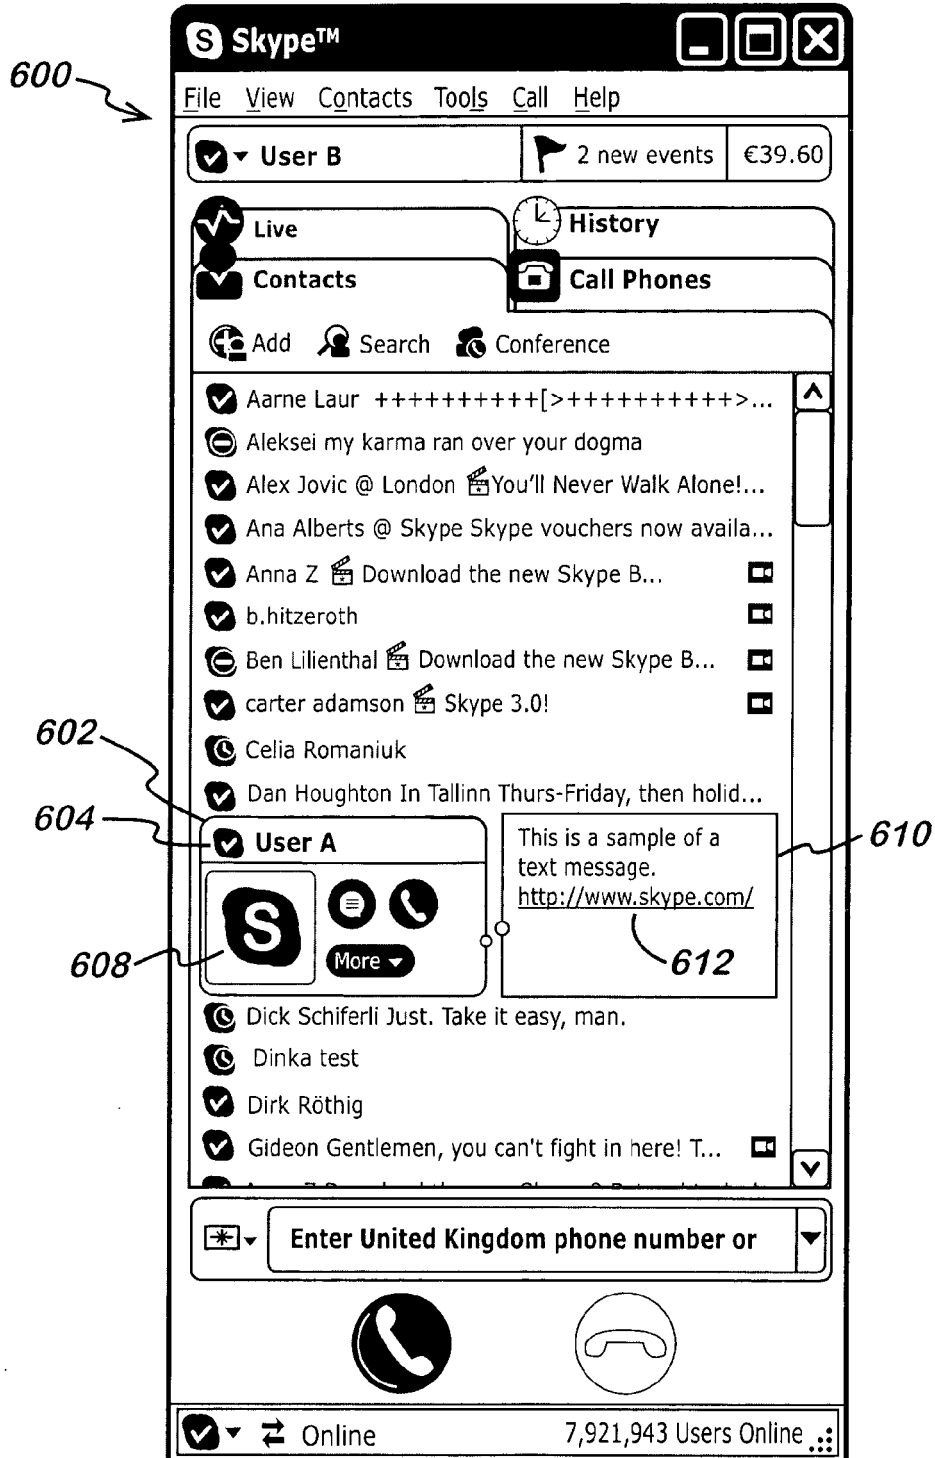 S Skype™
600
File View Contacts Tools Call Help
User B 2 new events €39.60
Live History
Contacts Call Phones
Add Search Conference
Aarne Laur ++++++++++[>++++++++++>...
Aleksei my karma ran over your dogma
Alex Jovic @ London You'll Never Walk Alone!...
Ana Alberts @ Skype Skype vouchers now availa...
Anna Z Download the new Skype B...
b.hitzeroth
Ben Lilienthal Download the new Skype B...
carter adamson Skype 3.0!
602
Celia Romaniuk
Dan Houghton In Tallinn Thurs-Friday, then holid...
604
User A
This is a sample of a
text message.
http://www.skype.com/
610
S
More
608
612
Dick Schiferli Just. Take it easy, man.
Dinka test
Dirk Röthig
Gideon Gentlemen, you can't fight in here! T...
Enter United Kingdom phone number or
Online 7,921,943 Users Online